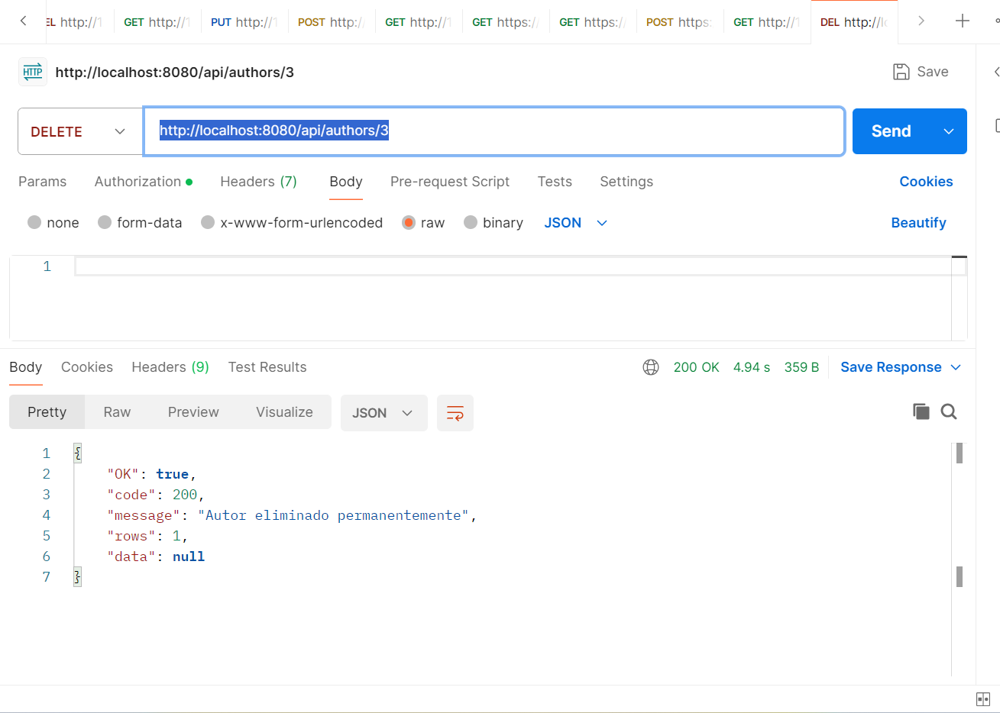 EL http://1 GET http://1 PUT http://1 POST http:/ GET http://1 GET https:/ GET https:/ POST https: GET http://1 DEL http://lo
HTTP http://localhost:8080/api/authors/3 Save
DELETE http://localhost:8080/api/authors/3 Send
Params Authorization Headers (7) Body Pre-request Script Tests Settings Cookies
none form-data x-www-form-urlencoded raw binary JSON Beautify
1
Body Cookies Headers (9) Test Results 200 OK 4.94 s 359 B Save Response
Pretty Raw Preview Visualize JSON
1 {
2 "OK": true,
3 "code": 200,
4 "message": "Autor eliminado permanentemente",
5 "rows": 1,
6 "data": null
7 }